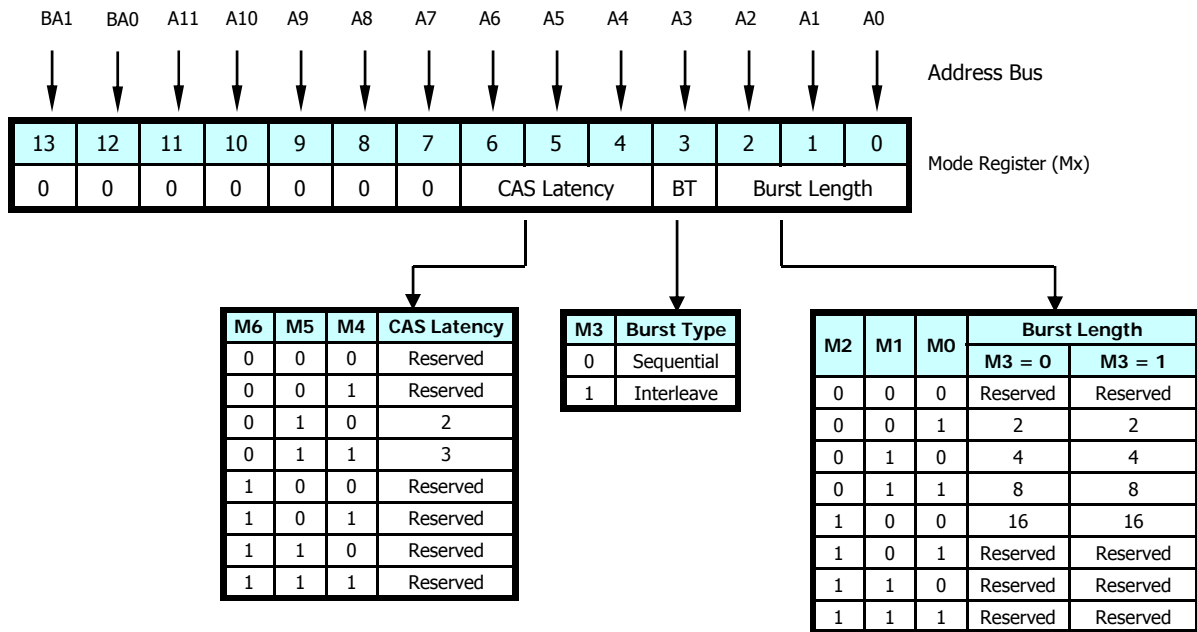 BA1 BA0 A11 A10 A9 A8 A7 A6 A5 A4 A3 A2 A1 A0
Address Bus
13 12 11 10 9 8 7 6 5 4 3 2 1 0
Mode Register (Mx)
0 0 0 0 0 0 0 CAS Latency BT Burst Length
M6 M5 M4 CAS Latency
0 0 0 Reserved
0 0 1 Reserved
0 1 0 2
0 1 1 3
1 0 0 Reserved
1 0 1 Reserved
1 1 0 Reserved
1 1 1 Reserved
M3 Burst Type
0 Sequential
1 Interleave
M2 M1 M0 Burst Length
M3 = 0 M3 = 1
0 0 0 Reserved Reserved
0 0 1 2 2
0 1 0 4 4
0 1 1 8 8
1 0 0 16 16
1 0 1 Reserved Reserved
1 1 0 Reserved Reserved
1 1 1 Reserved Reserved